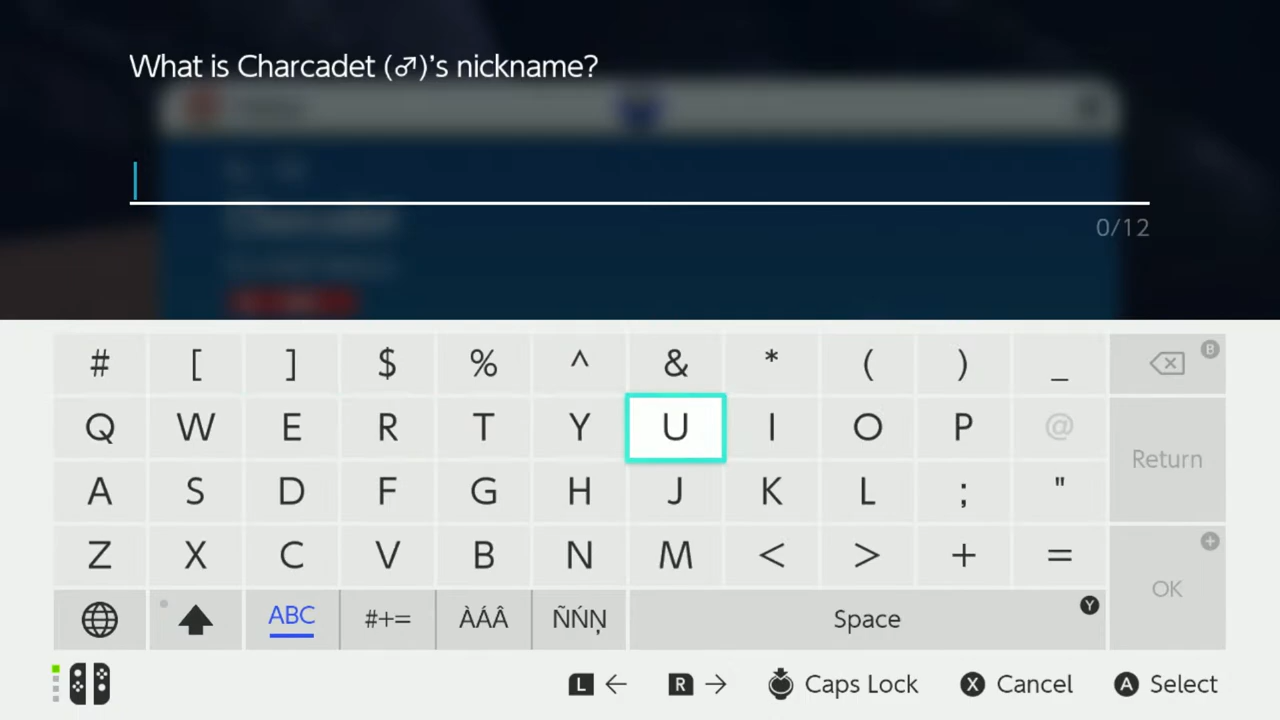 What is Charcadet (♂)'s nickname?
0/12
# [ ] $ % ^ & * ( ) _ B
Q W E R T Y U I O P @ Return
A S D F G H J K L ; "
Z X C V B N M < > + = + OK
ABC #+= ÀÁÂ ÑŃŅ Space Y
L ← R → Caps Lock X Cancel A Select